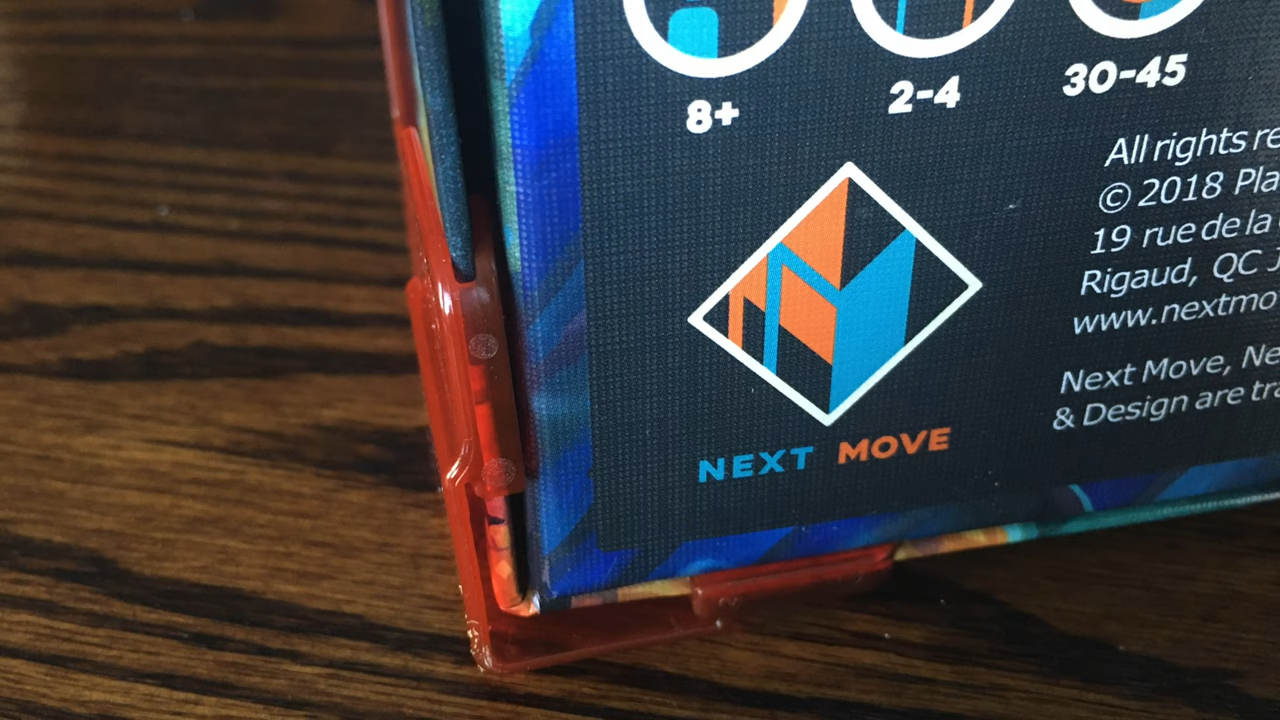 8+
2-4
30-45
All rights re
© 2018 Pla
19 rue de la
Rigaud, QC J
www.nextmo
Next Move, Ne
& Design are tra
NEXT MOVE